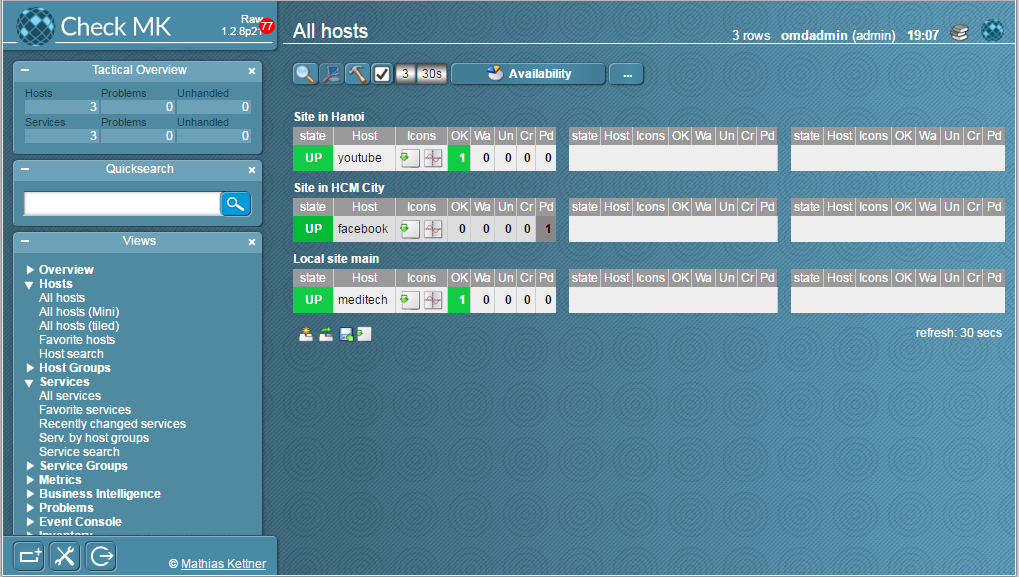 Check MK
Raw
1.2.8p21
77
All hosts
3 rows omdadmin (admin) 19:07
Tactical Overview
Hosts Problems Unhandled
3 0 0
Services Problems Unhandled
3 0 0
Quicksearch
Views
Overview
Hosts
All hosts
All hosts (Mini)
All hosts (tiled)
Favorite hosts
Host search
Host Groups
Services
All services
Favorite services
Recently changed services
Serv. by host groups
Service search
Service Groups
Metrics
Business Intelligence
Problems
Event Console
Inventory
© Mathias Kettner
3 30s Availability ...
Site in Hanoi
state Host Icons OK Wa Un Cr Pd state Host Icons OK Wa Un Cr Pd state Host Icons OK Wa Un Cr Pd
UP youtube 1 0 0 0 0
Site in HCM City
state Host Icons OK Wa Un Cr Pd state Host Icons OK Wa Un Cr Pd state Host Icons OK Wa Un Cr Pd
UP facebook 0 0 0 0 1
Local site main
state Host Icons OK Wa Un Cr Pd state Host Icons OK Wa Un Cr Pd state Host Icons OK Wa Un Cr Pd
UP meditech 1 0 0 0 0
refresh: 30 secs